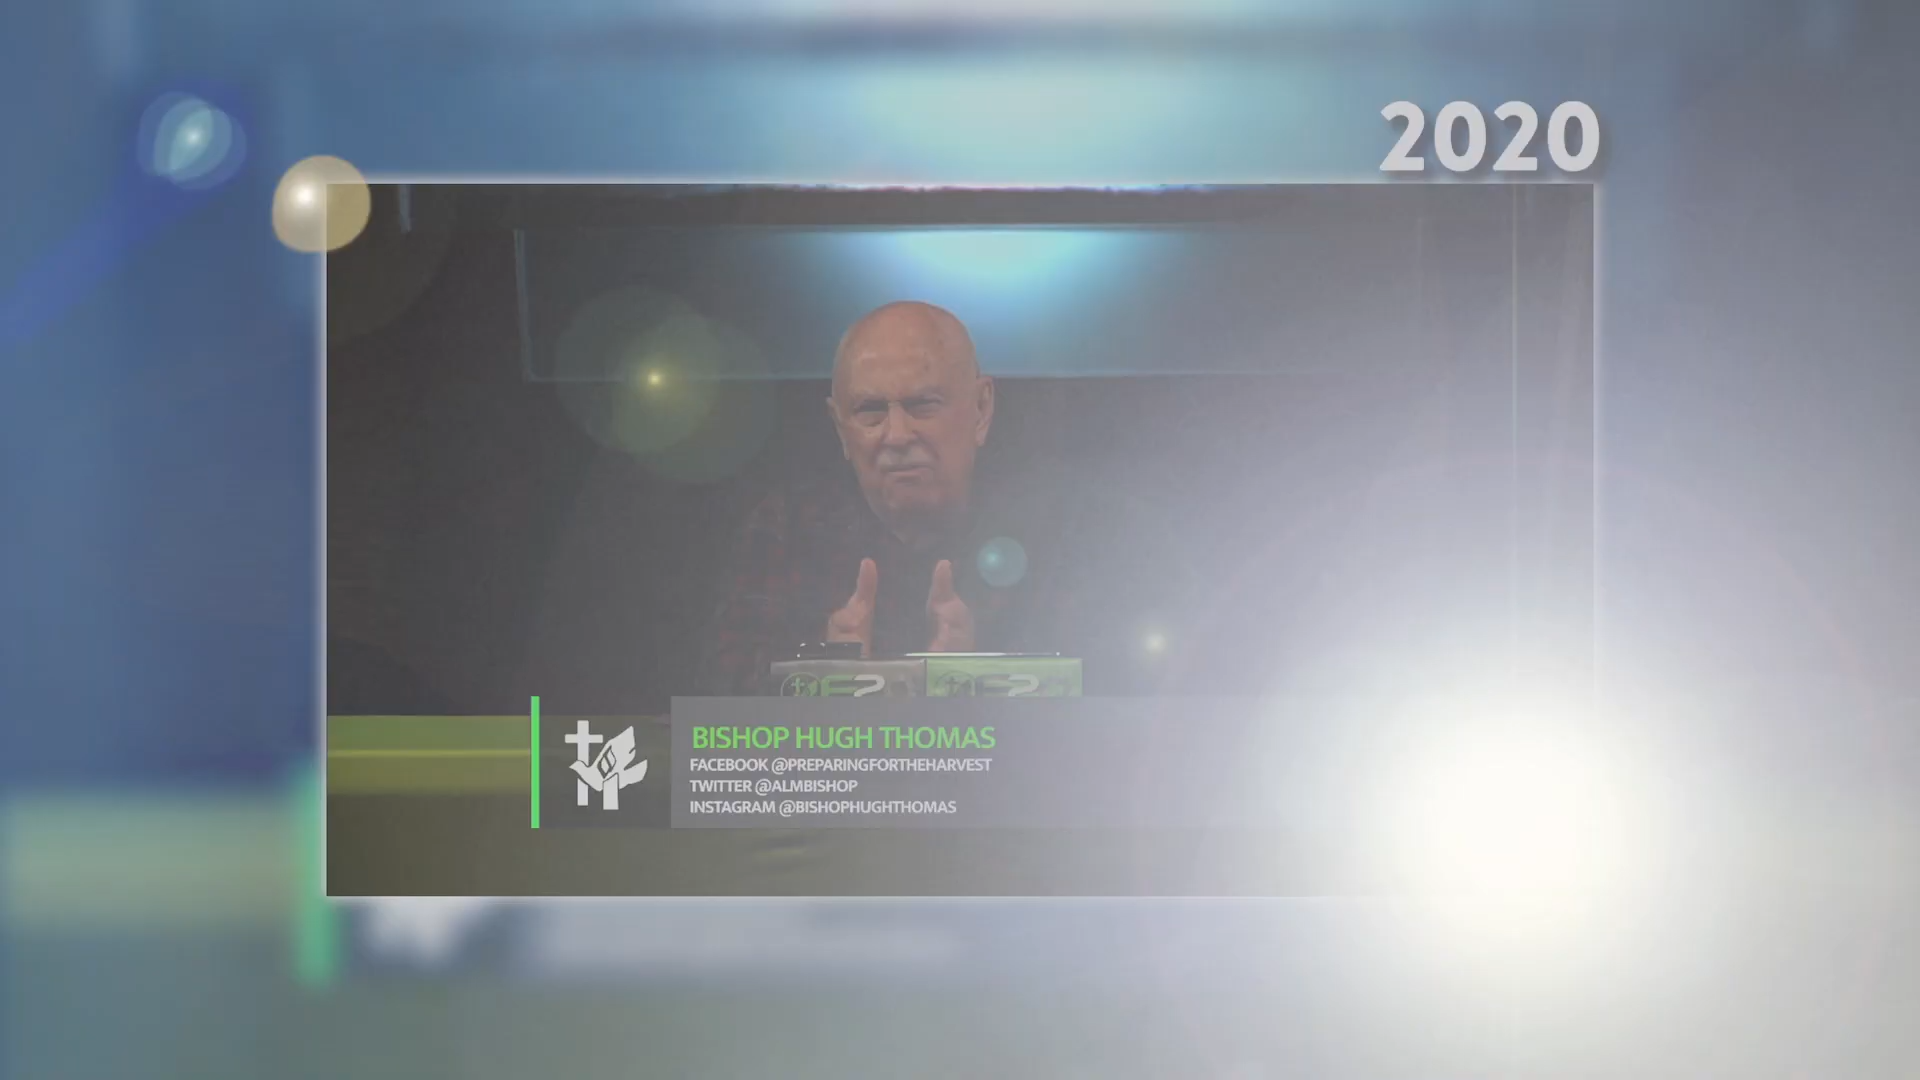 2020
BISHOP HUGH THOMAS
FACEBOOK @PREPARINGFORTHEHARVEST
TWITTER @ALMBISHOP
INSTAGRAM @BISHOPHUGHTHOMAS